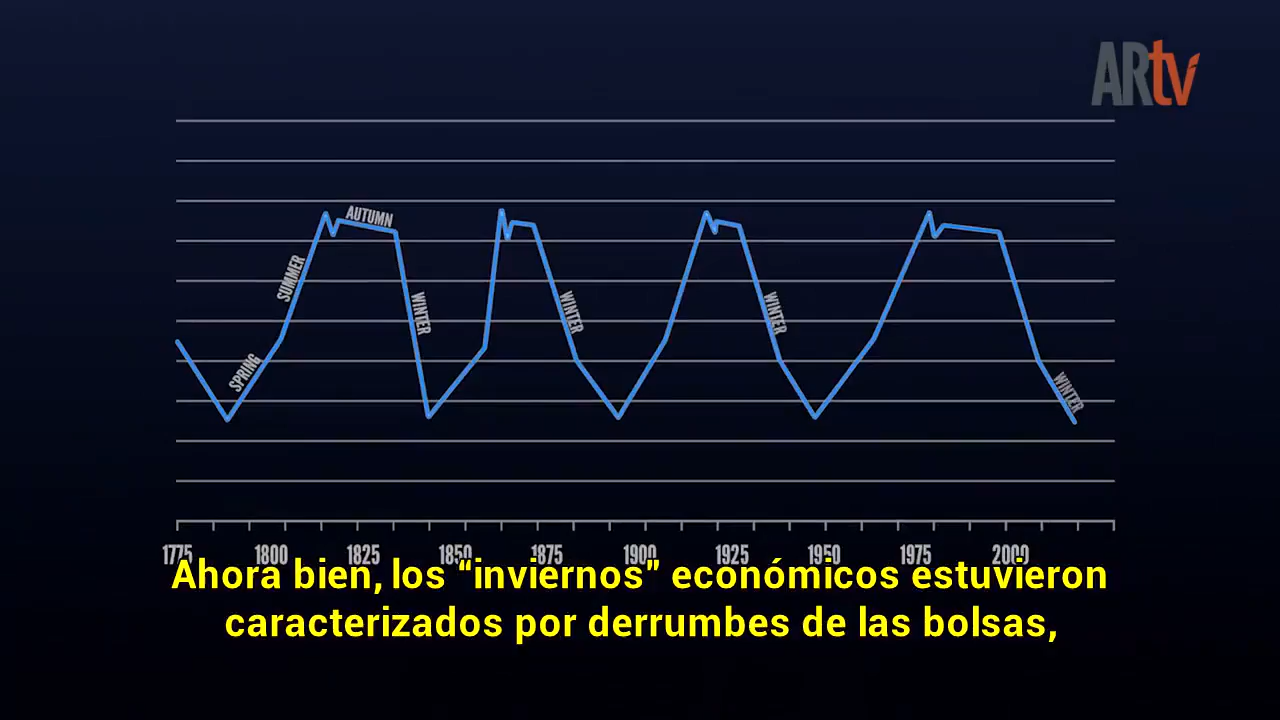 ARtv
AUTUMN
SUMMER
WINTER
WINTER
WINTER
SPRING
WINTER
1775 1800 1825 1850 1875 1900 1925 1950 1975 2000
Ahora bien, los “inviernos” económicos estuvieron
caracterizados por derrumbes de las bolsas,